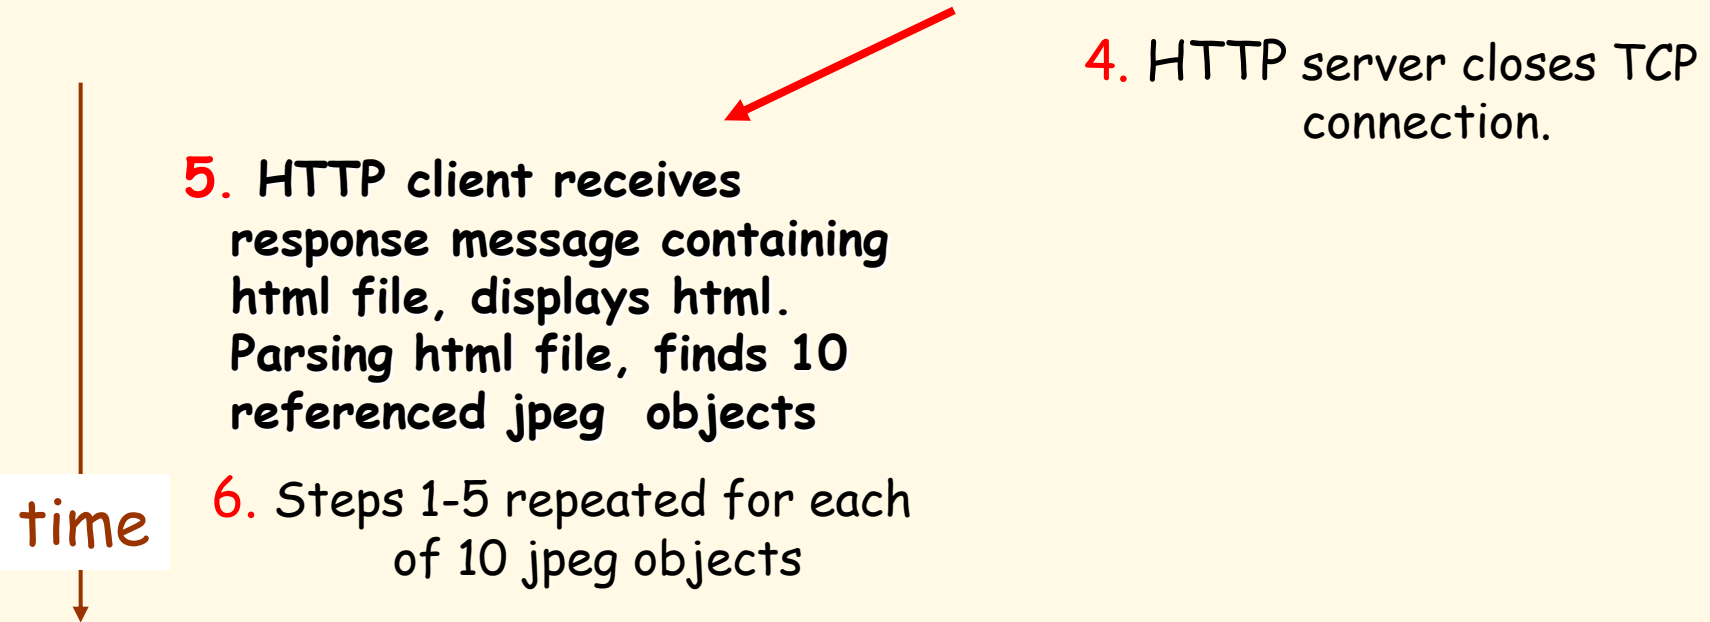 4. HTTP server closes TCP
connection.
5. HTTP client receives
response message containing
html file, displays html.
Parsing html file, finds 10
referenced jpeg objects
6. Steps 1-5 repeated for each
of 10 jpeg objects
time